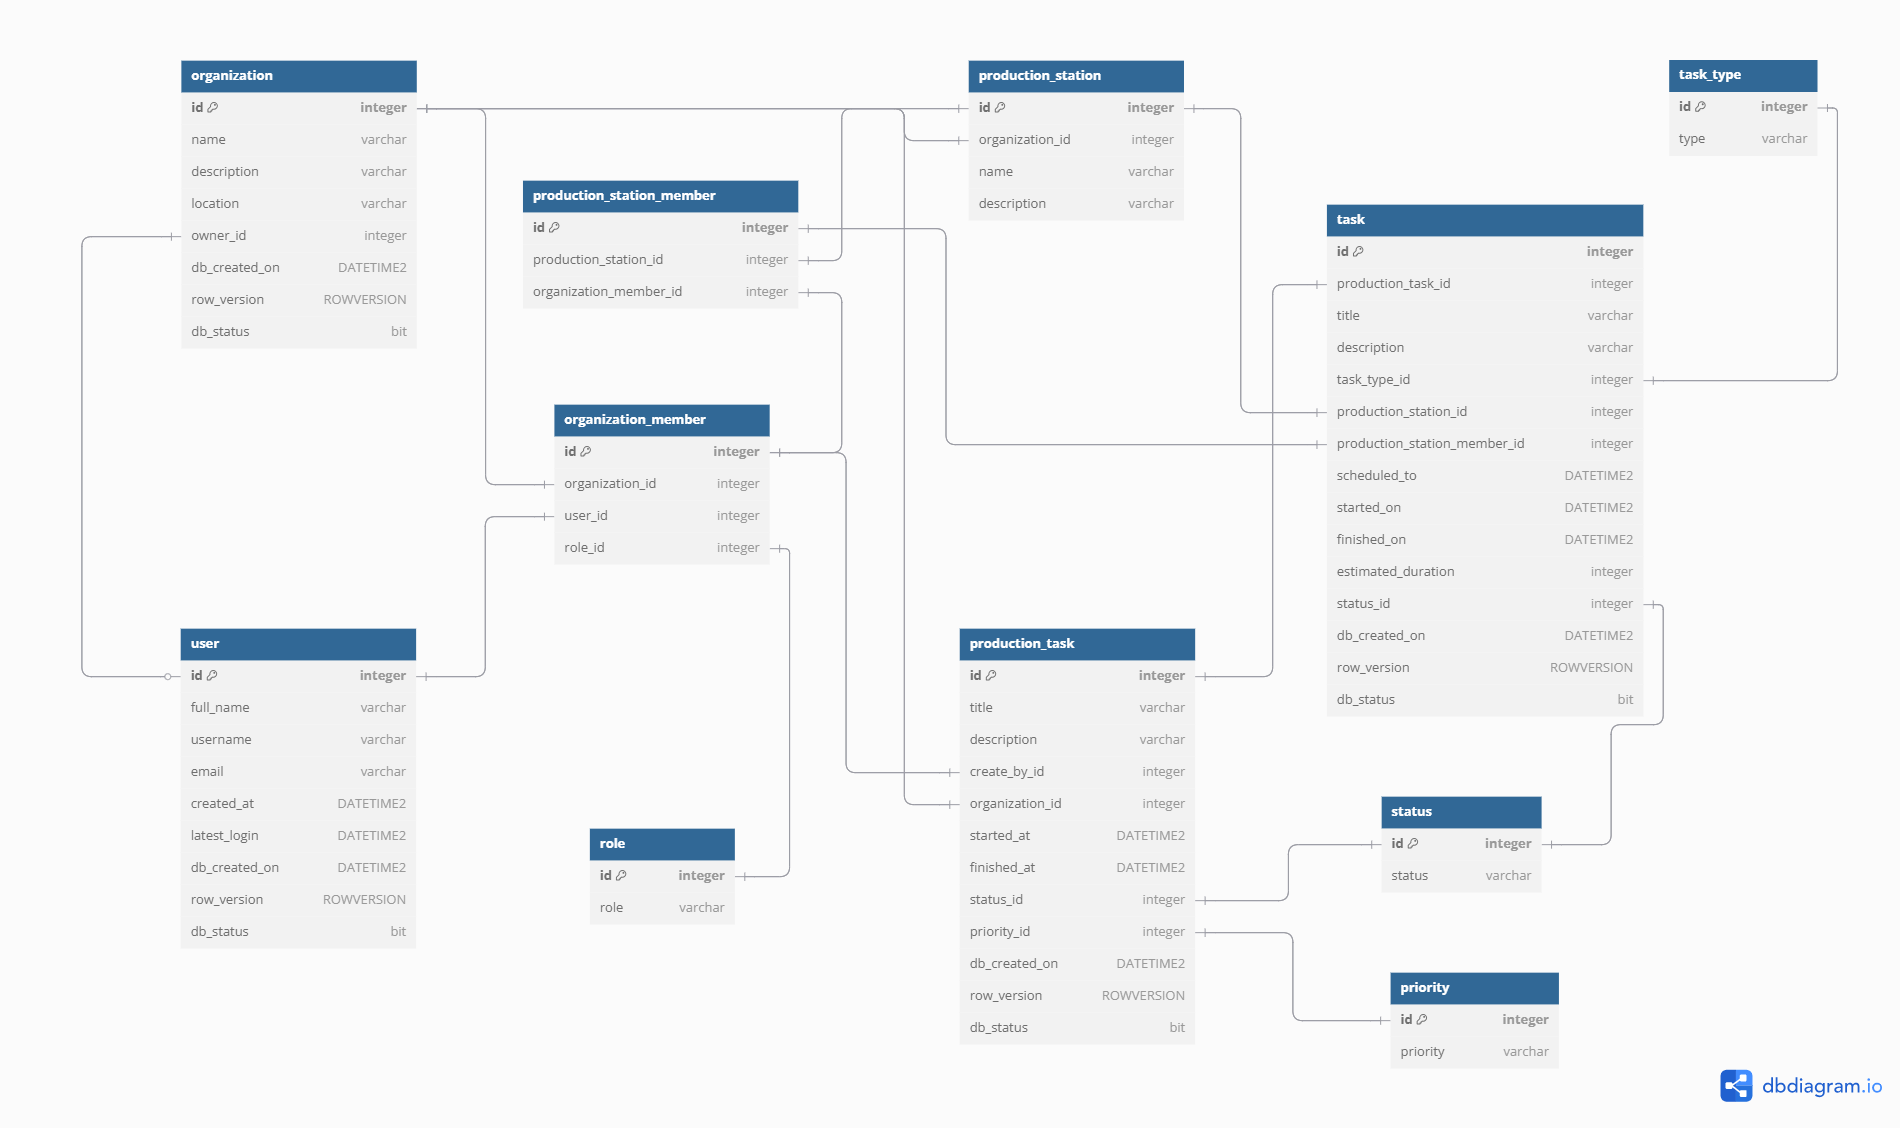 organization
id integer
name varchar
description varchar
location varchar
owner_id integer
db_created_on DATETIME2
row_version ROWVERSION
db_status bit
production_station_member
id integer
production_station_id integer
organization_member_id integer
production_station
id integer
organization_id integer
name varchar
description varchar
task_type
id integer
type varchar
task
id integer
production_task_id integer
title varchar
description varchar
task_type_id integer
production_station_id integer
production_station_member_id integer
scheduled_to DATETIME2
started_on DATETIME2
finished_on DATETIME2
estimated_duration integer
status_id integer
db_created_on DATETIME2
row_version ROWVERSION
db_status bit
organization_member
id integer
organization_id integer
user_id integer
role_id integer
user
id integer
full_name varchar
username varchar
email varchar
created_at DATETIME2
latest_login DATETIME2
db_created_on DATETIME2
row_version ROWVERSION
db_status bit
role
id integer
role varchar
production_task
id integer
title varchar
description varchar
create_by_id integer
organization_id integer
started_at DATETIME2
finished_at DATETIME2
status_id integer
priority_id integer
db_created_on DATETIME2
row_version ROWVERSION
db_status bit
status
id integer
status varchar
priority
id integer
priority varchar
dbdiagram.io